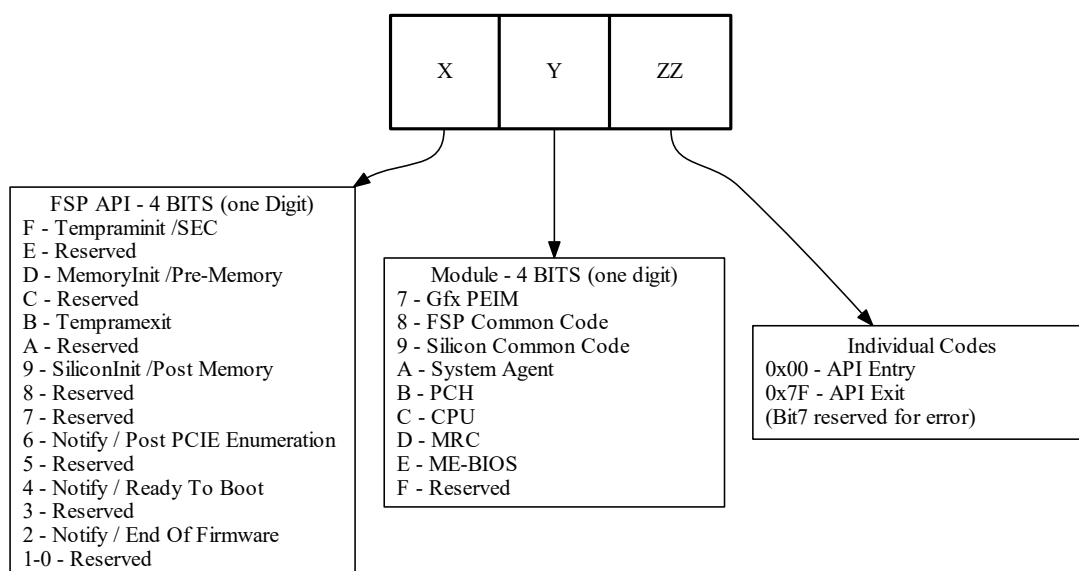 X
Y
ZZ
FSP API - 4 BITS (one Digit)
F - Tempraminit /SEC
E - Reserved
D - MemoryInit /Pre-Memory
C - Reserved
B - Tempramexit
A - Reserved
9 - SiliconInit /Post Memory
8 - Reserved
7 - Reserved
6 - Notify / Post PCIE Enumeration
5 - Reserved
4 - Notify / Ready To Boot
3 - Reserved
2 - Notify / End Of Firmware
1-0 - Reserved
Module - 4 BITS (one digit)
7 - Gfx PEIM
8 - FSP Common Code
9 - Silicon Common Code
A - System Agent
B - PCH
C - CPU
D - MRC
E - ME-BIOS
F - Reserved
Individual Codes
0x00 - API Entry
0x7F - API Exit
(Bit7 reserved for error)